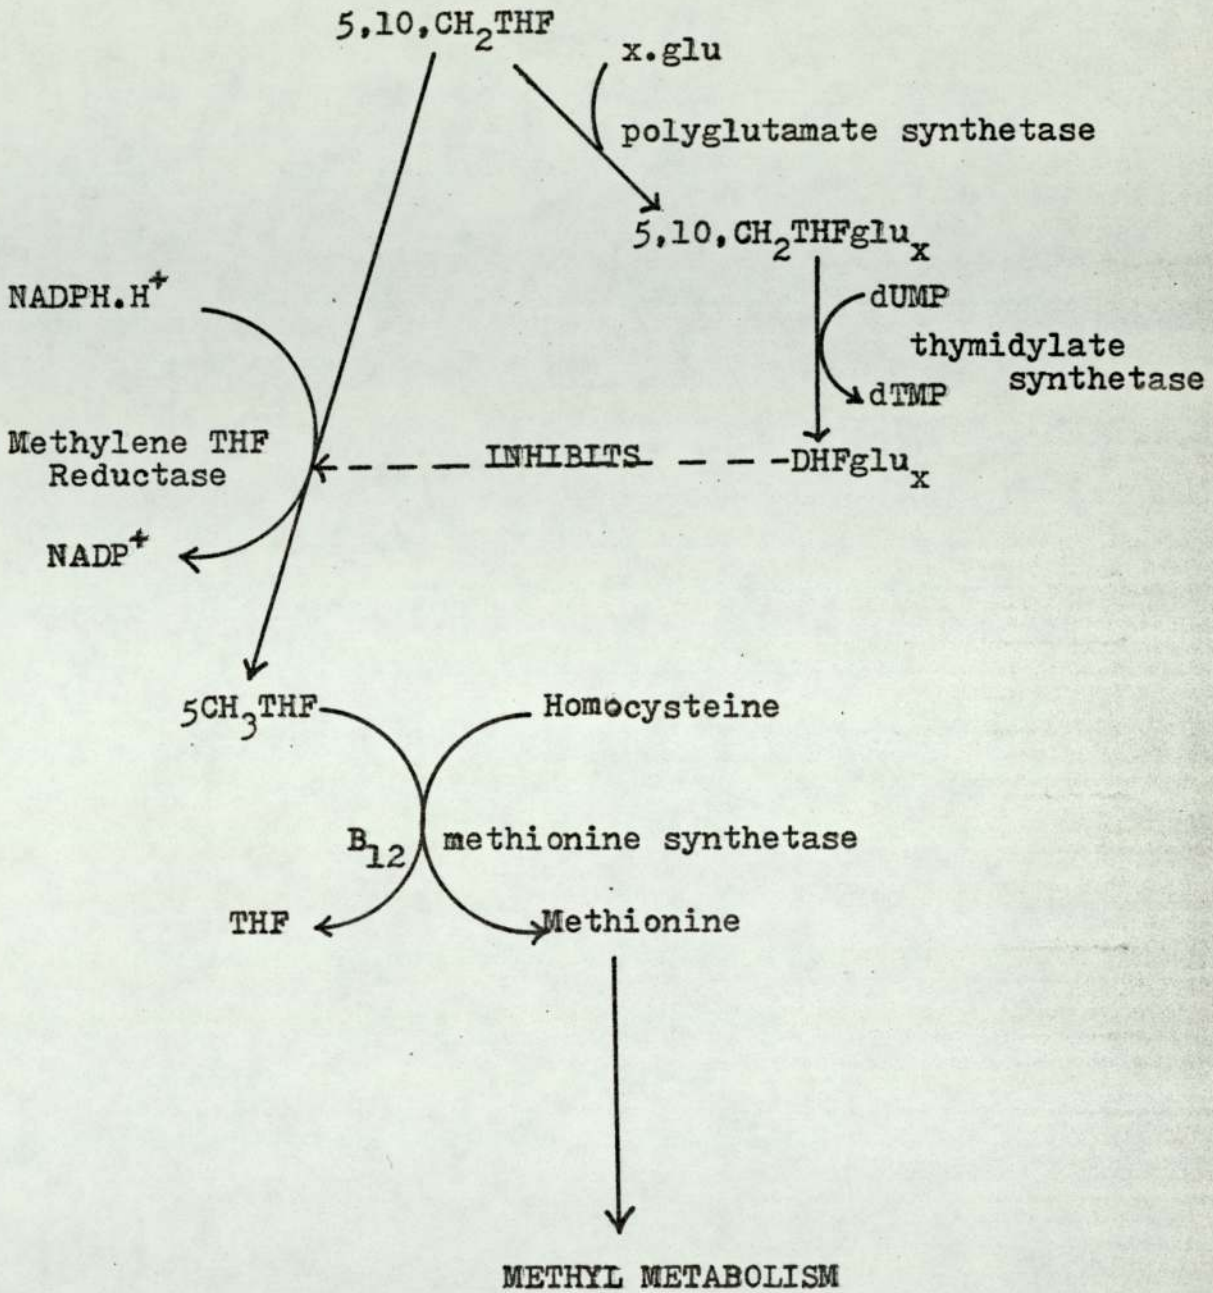 5,10,CH₂THF
x.glu
polyglutamate synthetase
5,10,CH₂THFgluₓ
NADPH.H⁺
dUMP
thymidylate
synthetase
dTMP
Methylene THF
Reductase
INHIBITS
DHFgluₓ
NADP⁺
5CH₃THF
Homocysteine
B₁₂
methionine synthetase
THF
Methionine
METHYL METABOLISM